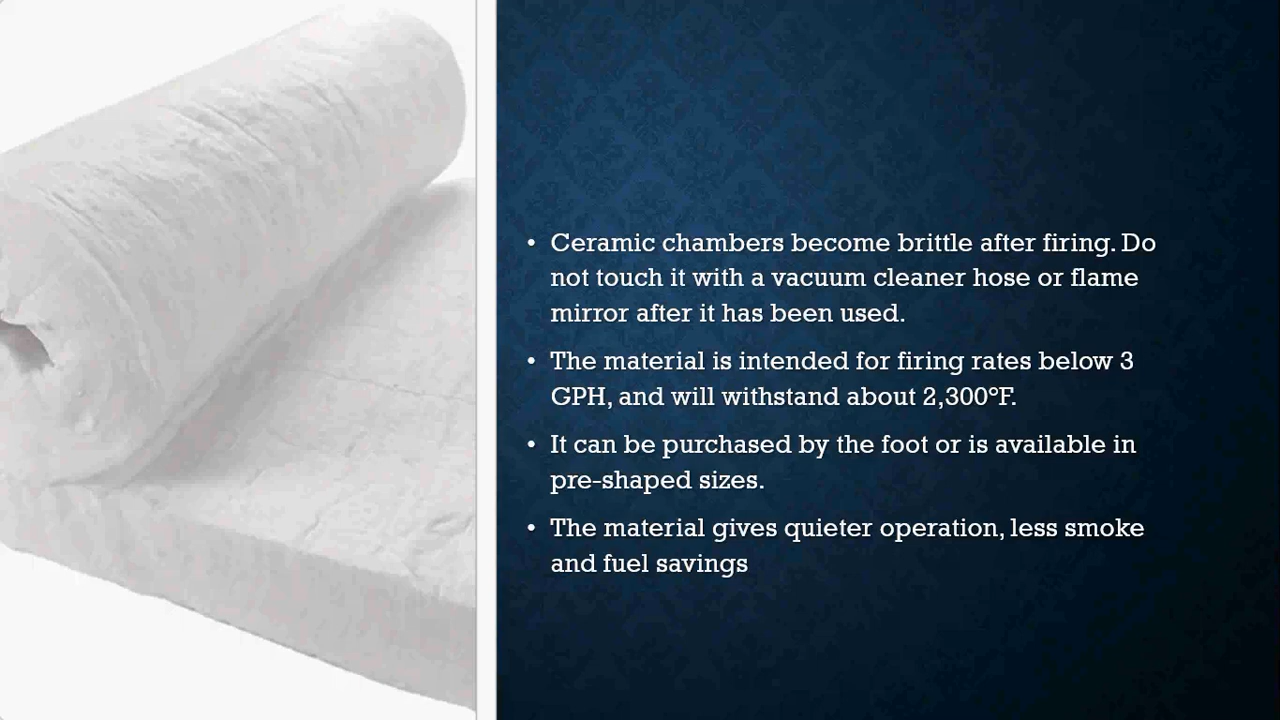 • Ceramic chambers become brittle after firing. Do
not touch it with a vacuum cleaner hose or flame
mirror after it has been used.
• The material is intended for firing rates below 3
GPH, and will withstand about 2,300°F.
• It can be purchased by the foot or is available in
pre-shaped sizes.
• The material gives quieter operation, less smoke
and fuel savings